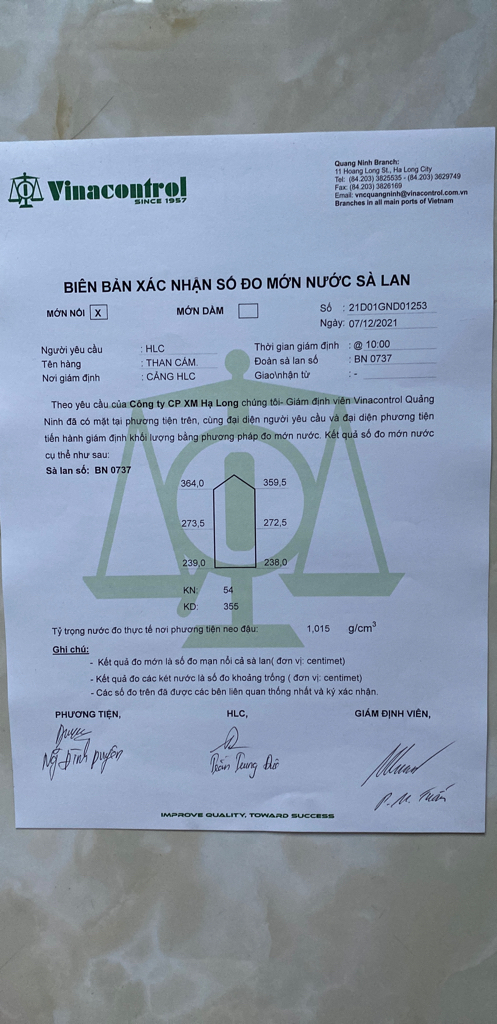 Vinacontrol
SINCE 1957
Quang Ninh Branch:
11 Hoang Long St., Ha Long City
Tel: (84.203) 3825535 - (84.203) 3829749
Fax: (84.203) 3826169
Email: vncquangninh@vinacontrol.com.vn
Branches in all main ports of Vietnam
BIÊN BẢN XÁC NHẬN SỐ ĐO MỚN NƯỚC SÀ LAN
MỚN NỔI X MỚN DẦM Số : 21D01GND01253
Ngày: 07/12/2021
Người yêu cầu : HLC Thời gian giám định : @ 10:00
Tên hàng : THAN CÁM. Đoàn sà lan số : BN 0737
Nơi giám định : CẢNG HLC Giao\nhận từ : -
Theo yêu cầu của Công ty CP XM Hạ Long chúng tôi- Giám định viên Vinacontrol Quảng
Ninh đã có mặt tại phương tiện trên, cùng đại diện người yêu cầu và đại diện phương tiện
tiến hành giám định khối lượng bằng phương pháp đo mớn nước. Kết quả số đo mớn nước
cụ thể như sau:
Sà lan số: BN 0737
364,0 359,5
273,5 272,5
239,0 238,0
KN: 54
KD: 355
Tỷ trọng nước đo thực tế nơi phương tiện neo đậu: 1,015 g/cm³
Ghi chú:
- Kết quả đo mớn là số đo mạn nổi cả sà lan( đơn vị: centimet)
- Kết quả đo các két nước là số đo khoảng trống ( đơn vị: centimet)
- Các số đo trên đã được các bên liên quan thống nhất và ký xác nhận.
PHƯƠNG TIỆN, HLC, GIÁM ĐỊNH VIÊN,
Duyên
Ng Đình Duyên Trần Trung Đô
P. M. Tuấn
IMPROVE QUALITY, TOWARD SUCCESS